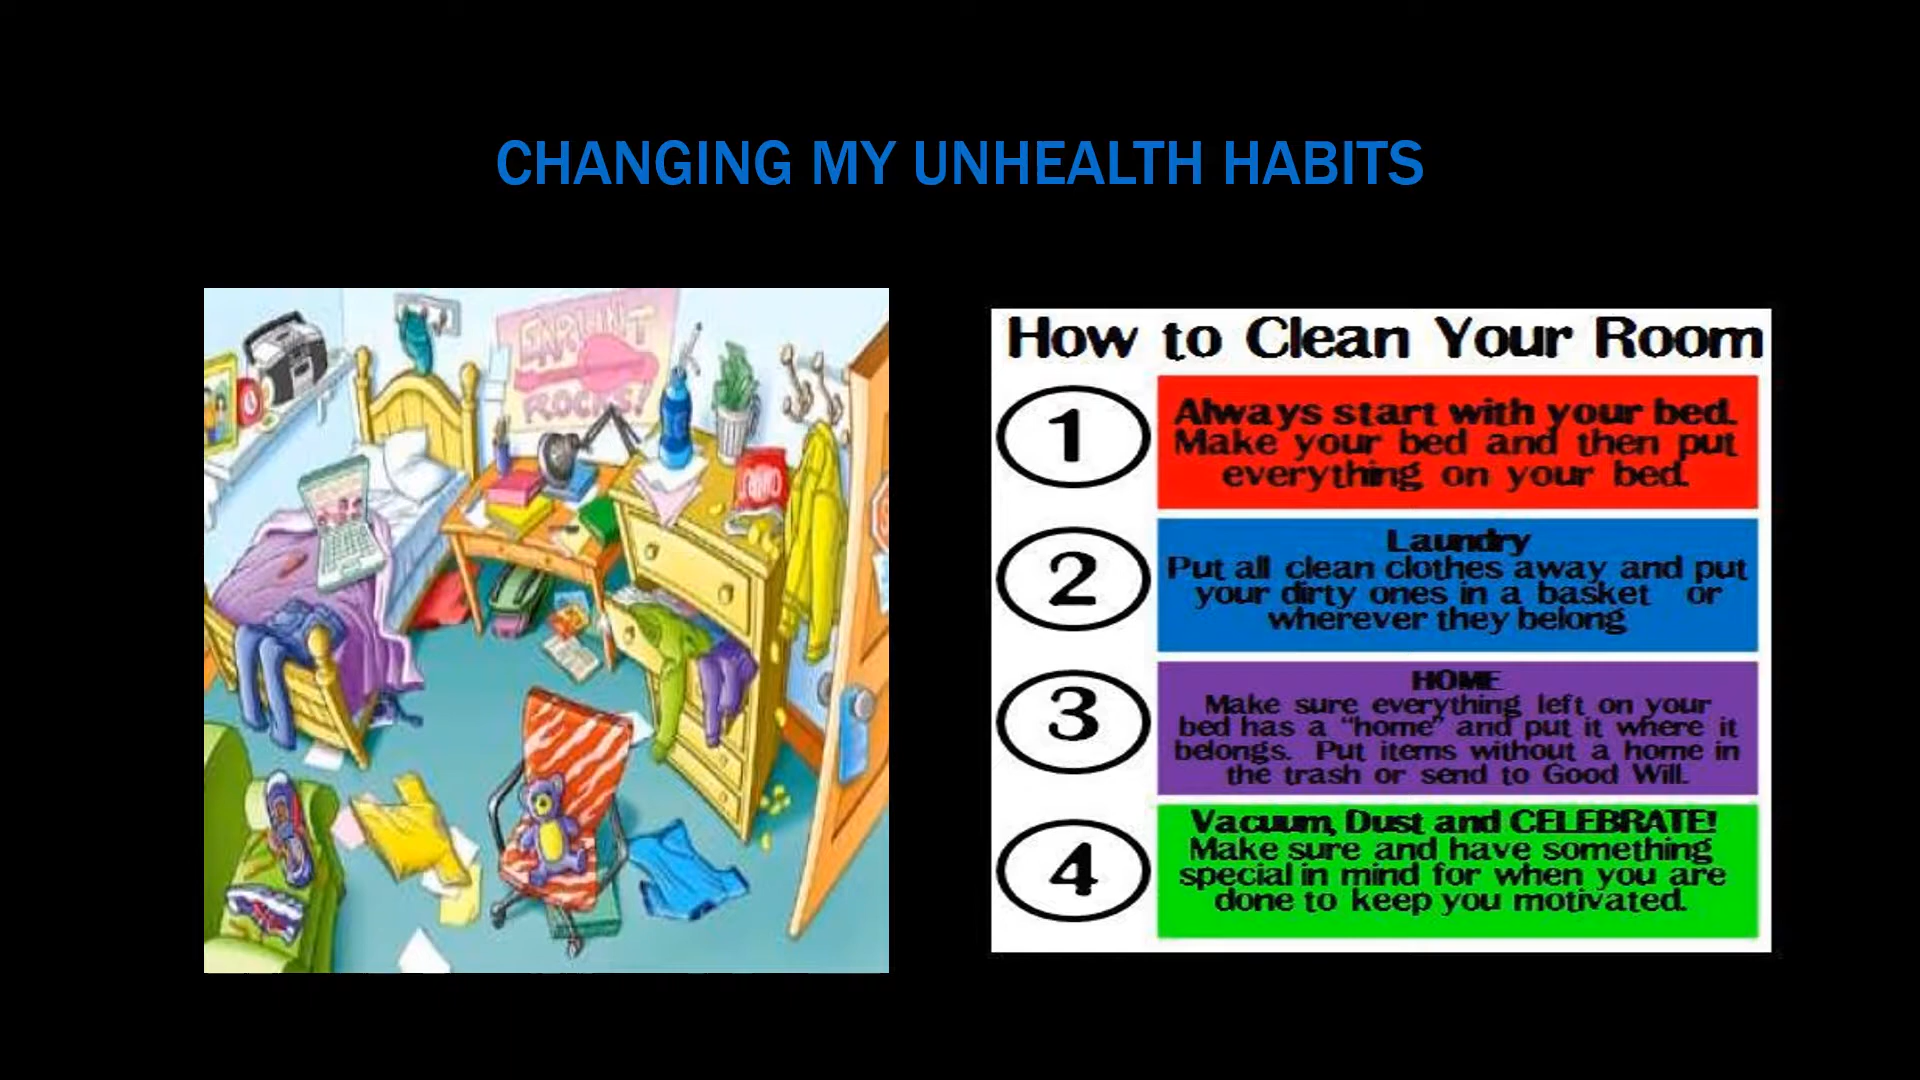 CHANGING MY UNHEALTH HABITS
ROCKS!
How to Clean Your Room
1
Always start with your bed.
Make your bed and then put
everything on your bed.
2
Laundry
Put all clean clothes away and put
your dirty ones in a basket or
wherever they belong
3
HOME
Make sure everything left on your
bed has a "home" and put it where it
belongs. Put items without a home in
the trash or send to Good Will.
4
Vacuum, Dust and CELEBRATE!
Make sure and have something
special in mind for when you are
done to keep you motivated.